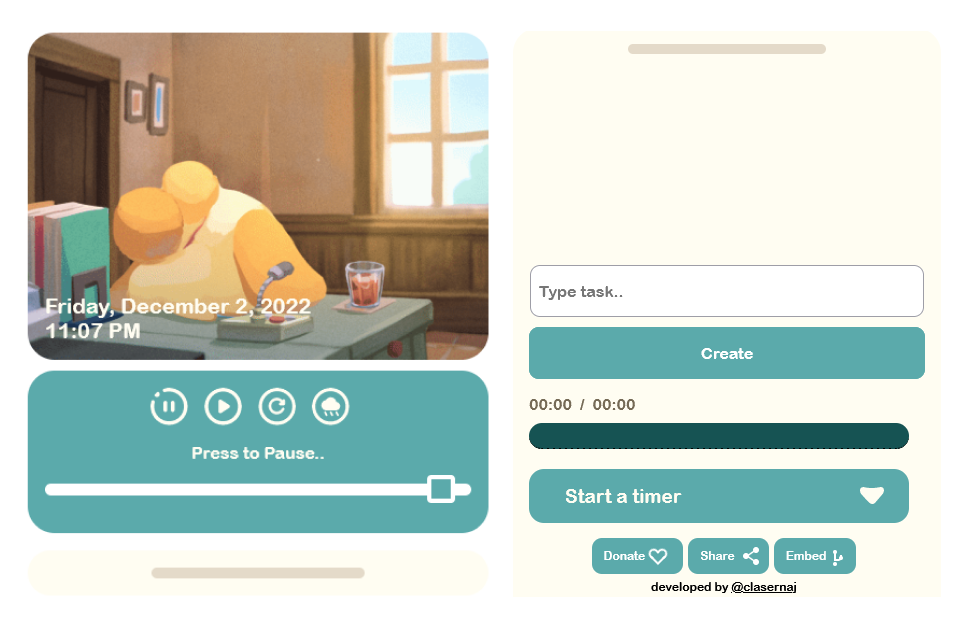 Friday, December 2, 2022
11:07 PM
Press to Pause..
Type task..
Create
00:00 / 00:00
Start a timer
Donate
Share
Embed
developed by @clasernaj